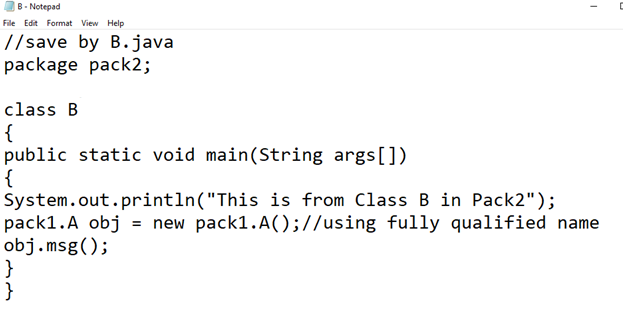 B - Notepad
File Edit Format View Help
//save by B.java
package pack2;
class B
{
public static void main(String args[])
{
System.out.println("This is from Class B in Pack2");
pack1.A obj = new pack1.A();//using fully qualified name
obj.msg();
}
}